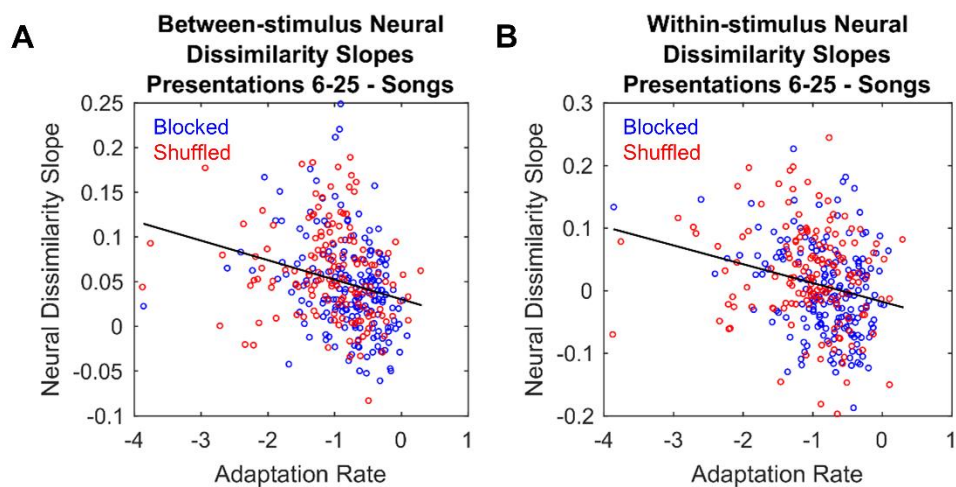 A
Between-stimulus Neural
Dissimilarity Slopes
Presentations 6-25 - Songs
Blocked
Shuffled
Neural Dissimilarity Slope
0.25
0.2
0.15
0.1
0.05
0
-0.05
-0.1
-4 -3 -2 -1 0 1
Adaptation Rate
B
Within-stimulus Neural
Dissimilarity Slopes
Presentations 6-25 - Songs
Blocked
Shuffled
Neural Dissimilarity Slope
0.3
0.2
0.1
0
-0.1
-0.2
-4 -3 -2 -1 0 1
Adaptation Rate